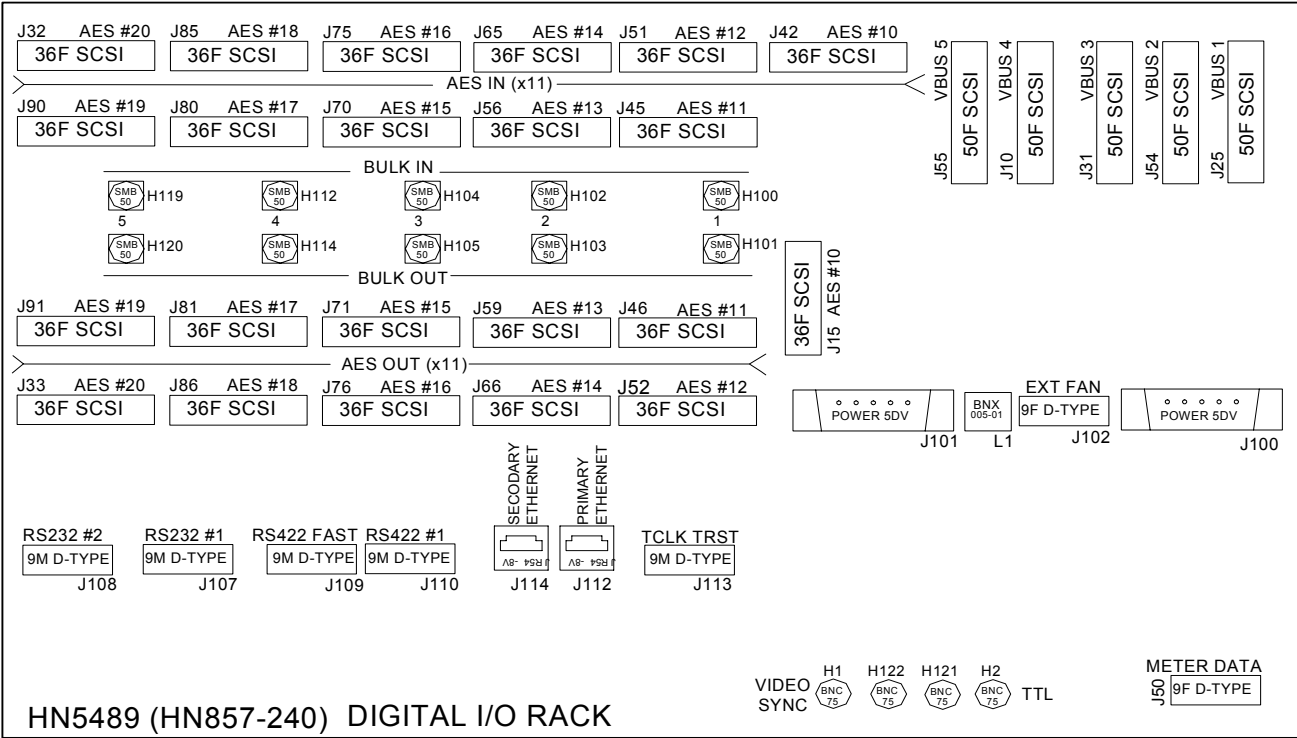 J32 AES #20 J85 AES #18 J75 AES #16 J65 AES #14 J51 AES #12 J42 AES #10
36F SCSI 36F SCSI 36F SCSI 36F SCSI 36F SCSI 36F SCSI
AES IN (x11)
J90 AES #19 J80 AES #17 J70 AES #15 J56 AES #13 J45 AES #11
36F SCSI 36F SCSI 36F SCSI 36F SCSI 36F SCSI
J55 VBUS 5
50F SCSI
J10 VBUS 4
50F SCSI
J31 VBUS 3
50F SCSI
J54 VBUS 2
50F SCSI
J25 VBUS 1
50F SCSI
BULK IN
SMB 50 H119 SMB 50 H112 SMB 50 H104 SMB 50 H102 SMB 50 H100
5 4 3 2 1
SMB 50 H120 SMB 50 H114 SMB 50 H105 SMB 50 H103 SMB 50 H101
BULK OUT
36F SCSI
J15 AES #10
J91 AES #19 J81 AES #17 J71 AES #15 J59 AES #13 J46 AES #11
36F SCSI 36F SCSI 36F SCSI 36F SCSI 36F SCSI
AES OUT (x11)
J33 AES #20 J86 AES #18 J76 AES #16 J66 AES #14 J52 AES #12
36F SCSI 36F SCSI 36F SCSI 36F SCSI 36F SCSI
EXT FAN
POWER 5DV BNX 005-01 9F D-TYPE POWER 5DV
J101 L1 J102 J100
SECODARY
ETHERNET
PRIMARY
ETHERNET
RS232 #2 RS232 #1 RS422 FAST RS422 #1 TCLK TRST
9M D-TYPE 9M D-TYPE 9M D-TYPE 9M D-TYPE J R54 -8V J R54 -8V 9M D-TYPE
J108 J107 J109 J110 J114 J112 J113
H1 H122 H121 H2
VIDEO SYNC BNC 75 BNC 75 BNC 75 BNC 75 TTL
METER DATA
J50 9F D-TYPE
HN5489 (HN857-240) DIGITAL I/O RACK